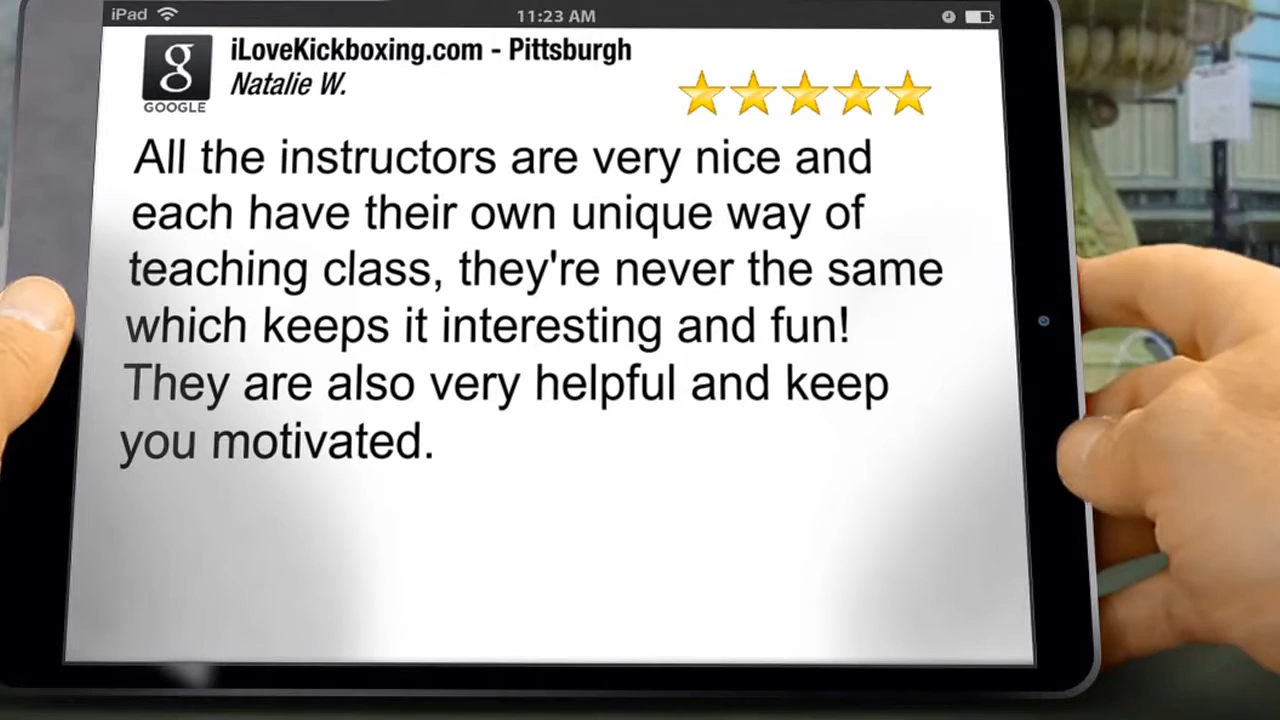 iPad 11:23 AM
g
GOOGLE
iLoveKickboxing.com - Pittsburgh
Natalie W.
All the instructors are very nice and
each have their own unique way of
teaching class, they're never the same
which keeps it interesting and fun!
They are also very helpful and keep
you motivated.